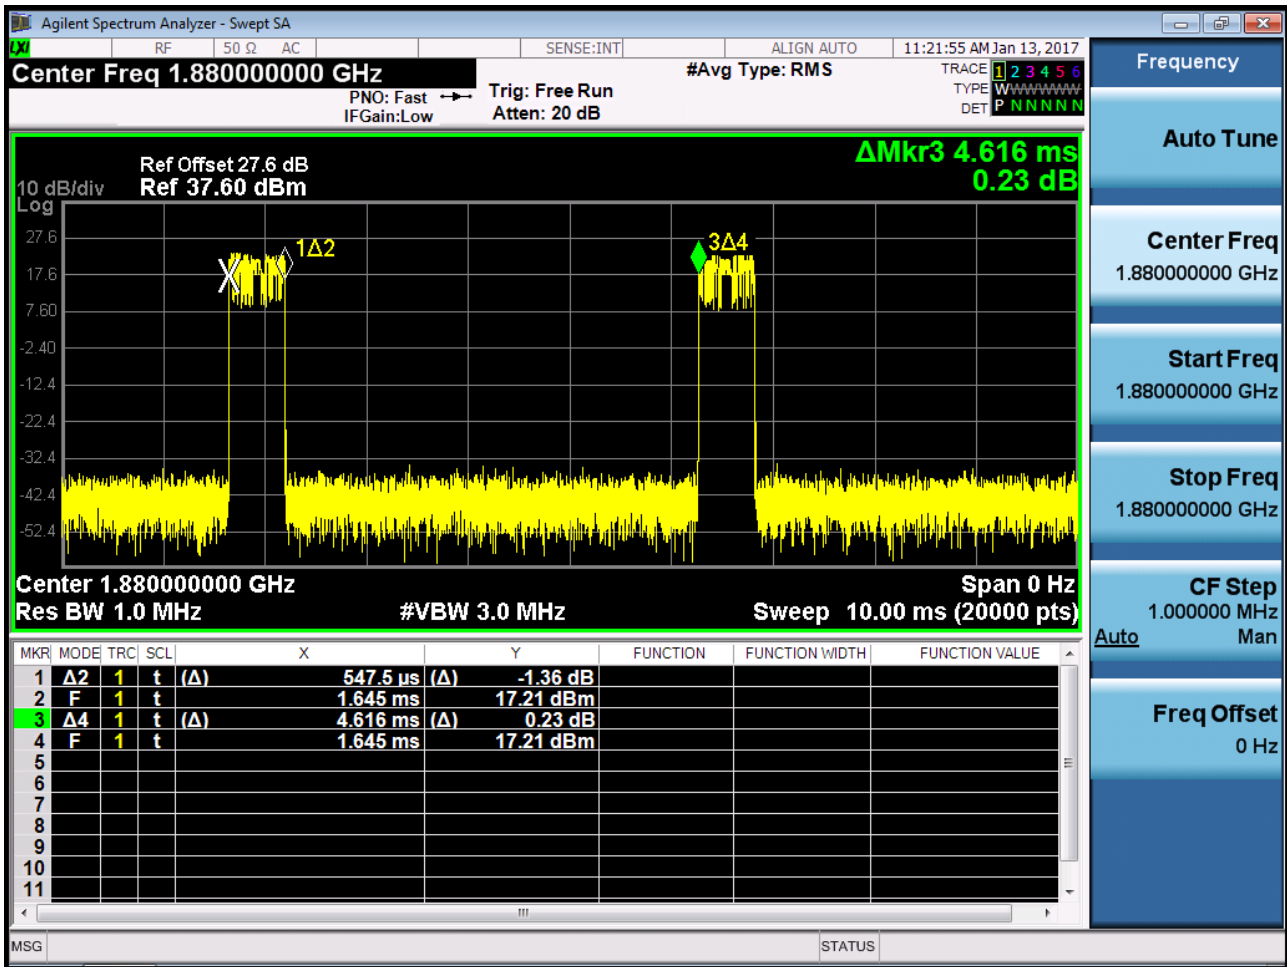 Agilent Spectrum Analyzer - Swept SA
LXI RF 50 Ω AC SENSE:INT ALIGN AUTO 11:21:55 AM Jan 13, 2017
Center Freq 1.880000000 GHz
#Avg Type: RMS
TRACE 1 2 3 4 5 6
PNO: Fast
Trig: Free Run
TYPE W W W W W W
IFGain:Low
Atten: 20 dB
DET P N N N N N
ΔMkr3 4.616 ms
0.23 dB
Ref Offset 27.6 dB
10 dB/div Ref 37.60 dBm
Log
27.6
17.6
7.60
-2.40
-12.4
-22.4
-32.4
-42.4
-52.4
1Δ2
3Δ4
Center 1.880000000 GHz Span 0 Hz
Res BW 1.0 MHz #VBW 3.0 MHz Sweep 10.00 ms (20000 pts)
MKR MODE TRC SCL X Y FUNCTION FUNCTION WIDTH FUNCTION VALUE
1 Δ2 1 t (Δ) 547.5 µs (Δ) -1.36 dB
2 F 1 t 1.645 ms 17.21 dBm
3 Δ4 1 t (Δ) 4.616 ms (Δ) 0.23 dB
4 F 1 t 1.645 ms 17.21 dBm
5
6
7
8
9
10
11
MSG STATUS
Frequency
Auto Tune
Center Freq
1.880000000 GHz
Start Freq
1.880000000 GHz
Stop Freq
1.880000000 GHz
CF Step
1.000000 MHz
Auto Man
Freq Offset
0 Hz